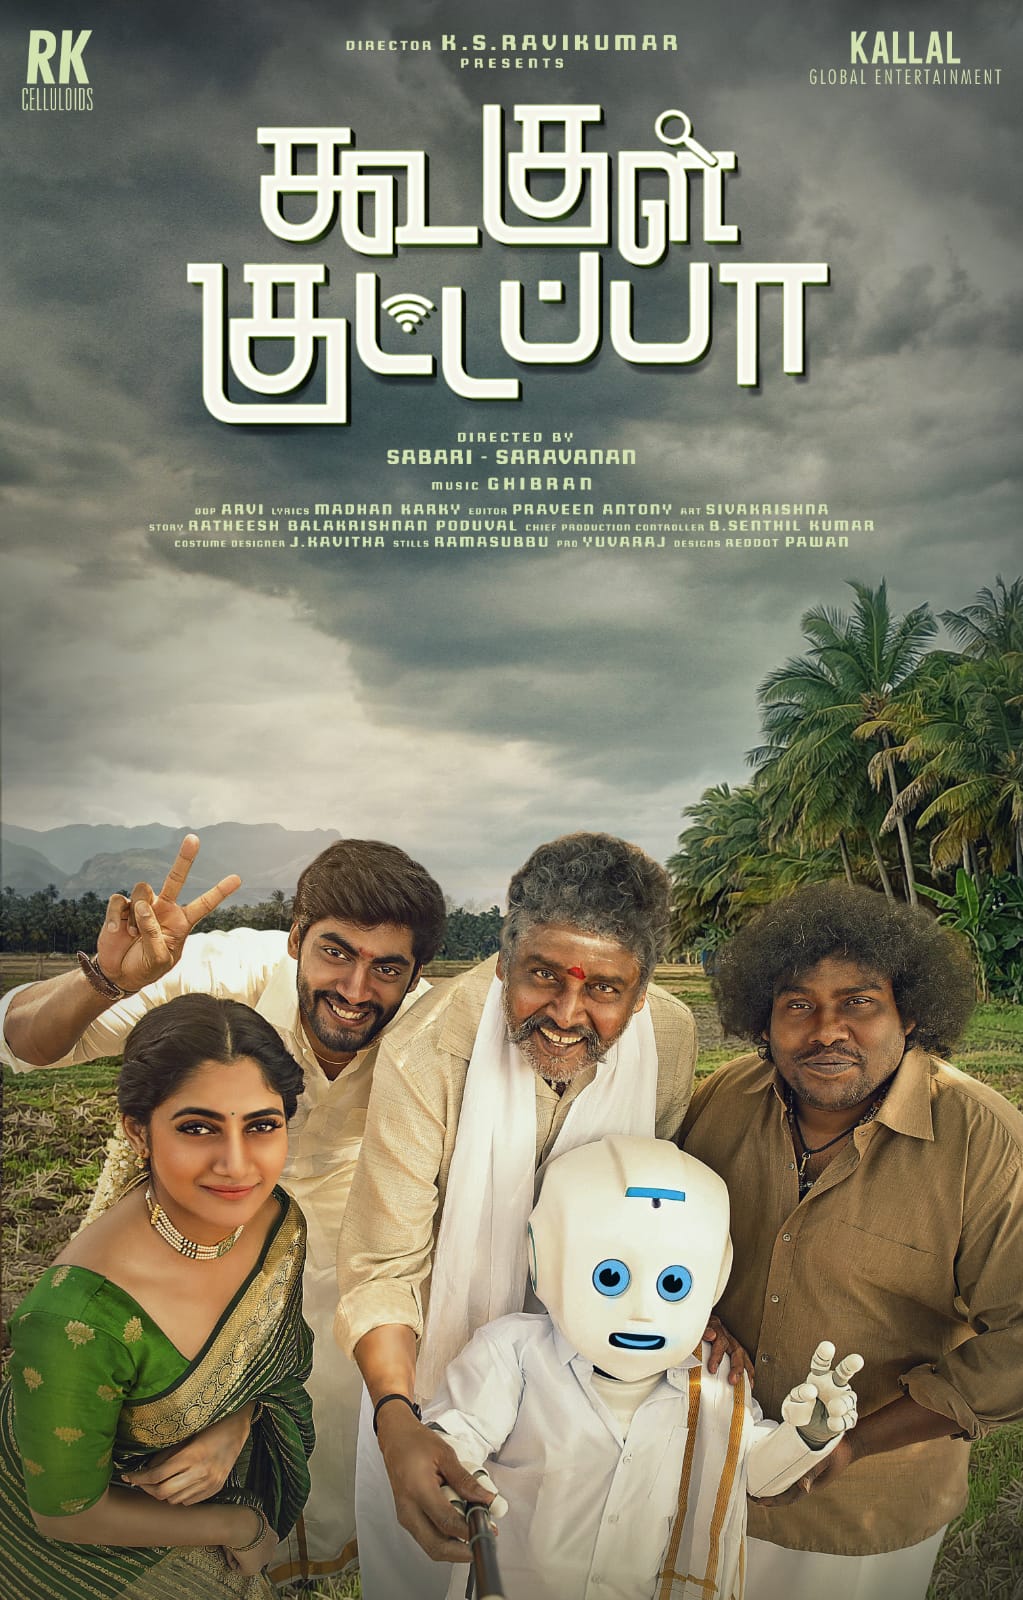 RK
CELLULOIDS
DIRECTOR K.S.RAVIKUMAR
PRESENTS
KALLAL
GLOBAL ENTERTAINMENT
கூகுள்
குட்டப்பா
DIRECTED BY
SABARI - SARAVANAN
MUSIC GHIBRAN
DOP ARVI LYRICS MADHAN KARKY EDITOR PRAVEEN ANTONY ART SIVAKRISHNA
STORY RATHEESH BALAKRISHNAN PODUVAL CHIEF PRODUCTION CONTROLLER B.SENTHIL KUMAR
COSTUME DESIGNER J.KAVITHA STILLS RAMASUBBU PRO YUVARAJ DESIGNS REDDOT PAWAN